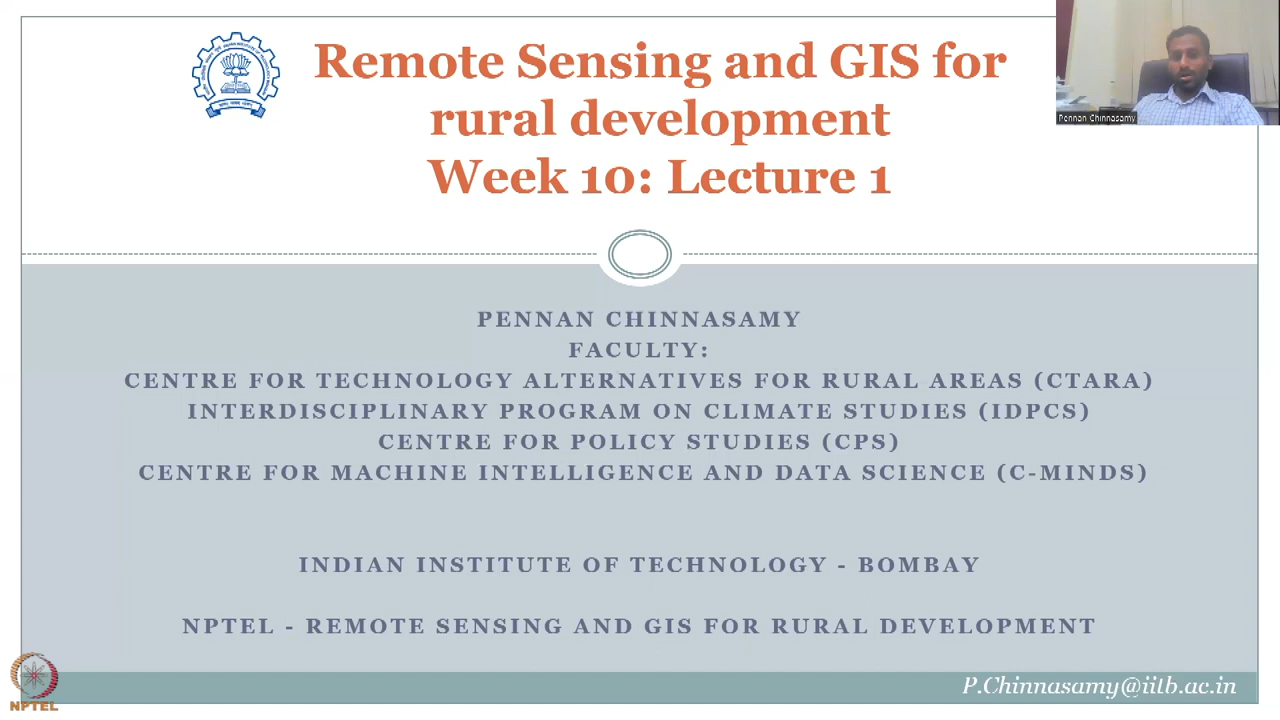 Remote Sensing and GIS for
rural development
Week 10: Lecture 1
Pennan Chinnasamy
PENNAN CHINNASAMY
FACULTY:
CENTRE FOR TECHNOLOGY ALTERNATIVES FOR RURAL AREAS (CTARA)
INTERDISCIPLINARY PROGRAM ON CLIMATE STUDIES (IDPCS)
CENTRE FOR POLICY STUDIES (CPS)
CENTRE FOR MACHINE INTELLIGENCE AND DATA SCIENCE (C-MINDS)
INDIAN INSTITUTE OF TECHNOLOGY - BOMBAY
NPTEL - REMOTE SENSING AND GIS FOR RURAL DEVELOPMENT
P.Chinnasamy@iitb.ac.in
NPTEL